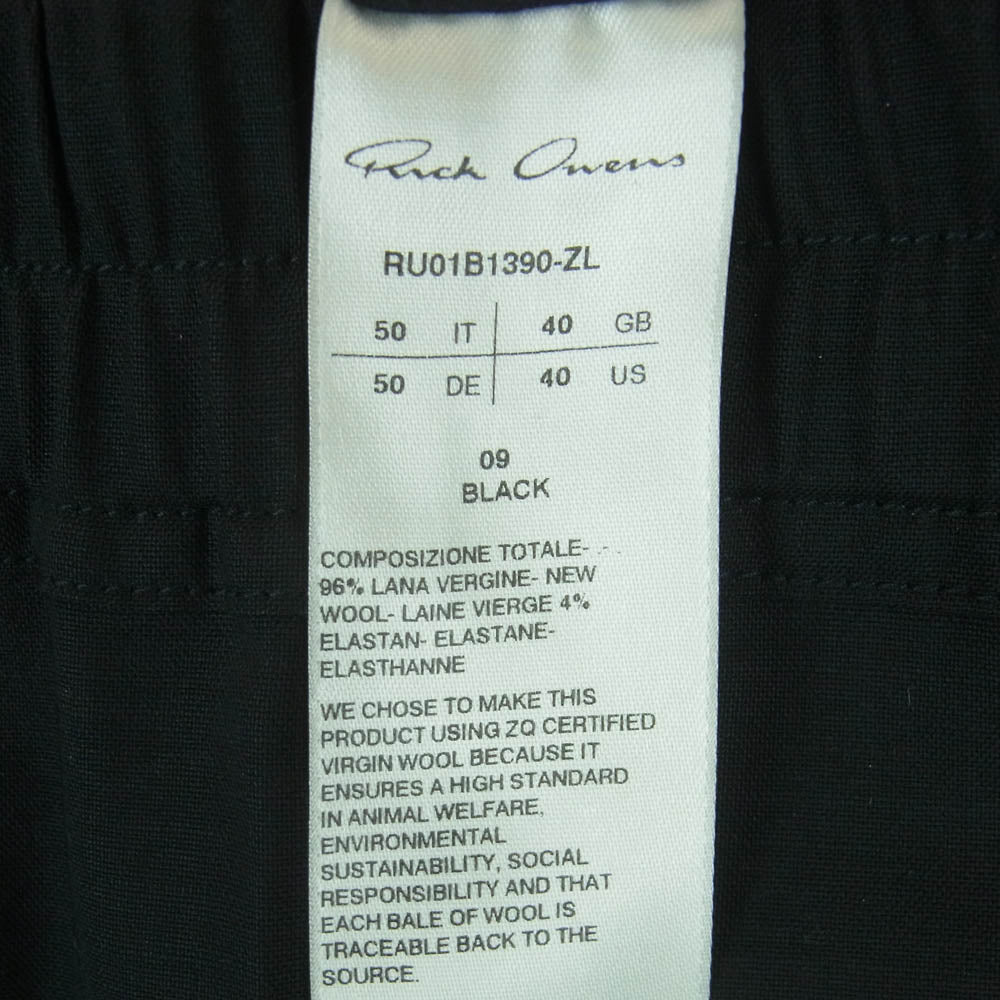 Rick Owens
RU01B1390-ZL
50 IT 40 GB
50 DE 40 US
09
BLACK
COMPOSIZIONE TOTALE-
96% LANA VERGINE- NEW
WOOL- LAINE VIERGE 4%
ELASTAN- ELASTANE-
ELASTHANNE
WE CHOSE TO MAKE THIS
PRODUCT USING ZQ CERTIFIED
VIRGIN WOOL BECAUSE IT
ENSURES A HIGH STANDARD
IN ANIMAL WELFARE,
ENVIRONMENTAL
SUSTAINABILITY, SOCIAL
RESPONSIBILITY AND THAT
EACH BALE OF WOOL IS
TRACEABLE BACK TO THE
SOURCE.